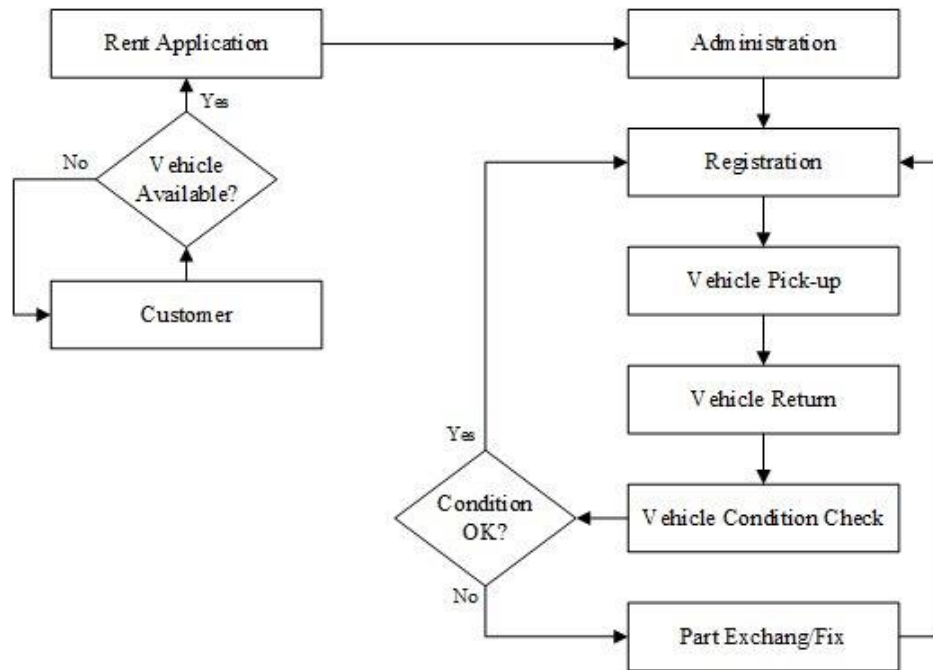 Rent Application
Administration
Yes
No
Vehicle
Available?
Registration
Customer
Vehicle Pick-up
Vehicle Return
Yes
Condition
OK?
Vehicle Condition Check
No
Part Exchang/Fix